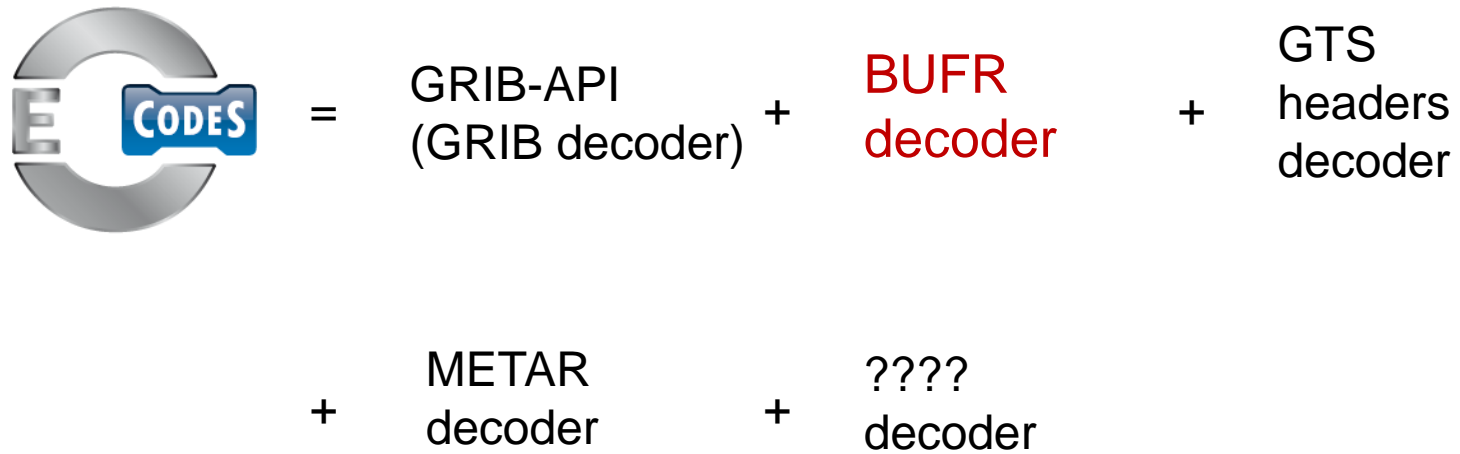 E CODES
=
GRIB-API
(GRIB decoder)
+
BUFR
decoder
+
GTS
headers
decoder
+
METAR
decoder
+
????
decoder